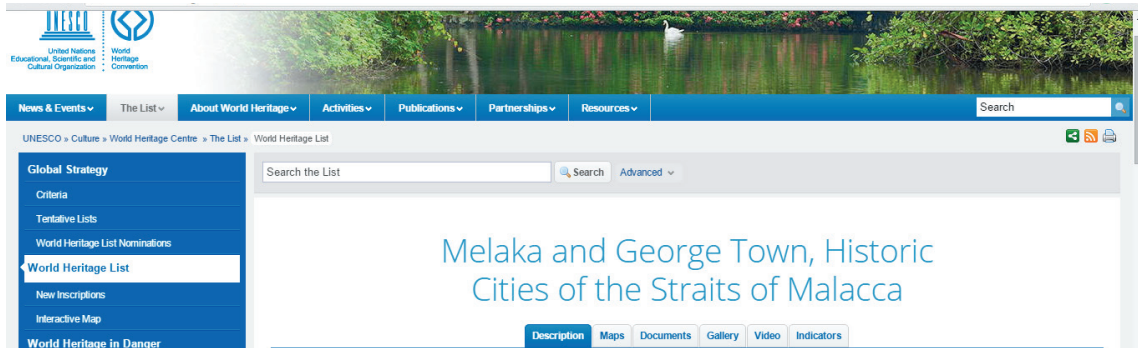 UNESCO
United Nations
Educational, Scientific and
Cultural Organization
World
Heritage
Convention
News & Events
The List
About World Heritage
Activities
Publications
Partnerships
Resources
Search
UNESCO » Culture » World Heritage Centre » The List » World Heritage List
Global Strategy
Criteria
Tentative Lists
World Heritage List Nominations
World Heritage List
New Inscriptions
Interactive Map
World Heritage in Danger
Search the List
Search
Advanced
Melaka and George Town, Historic
Cities of the Straits of Malacca
Description Maps Documents Gallery Video Indicators